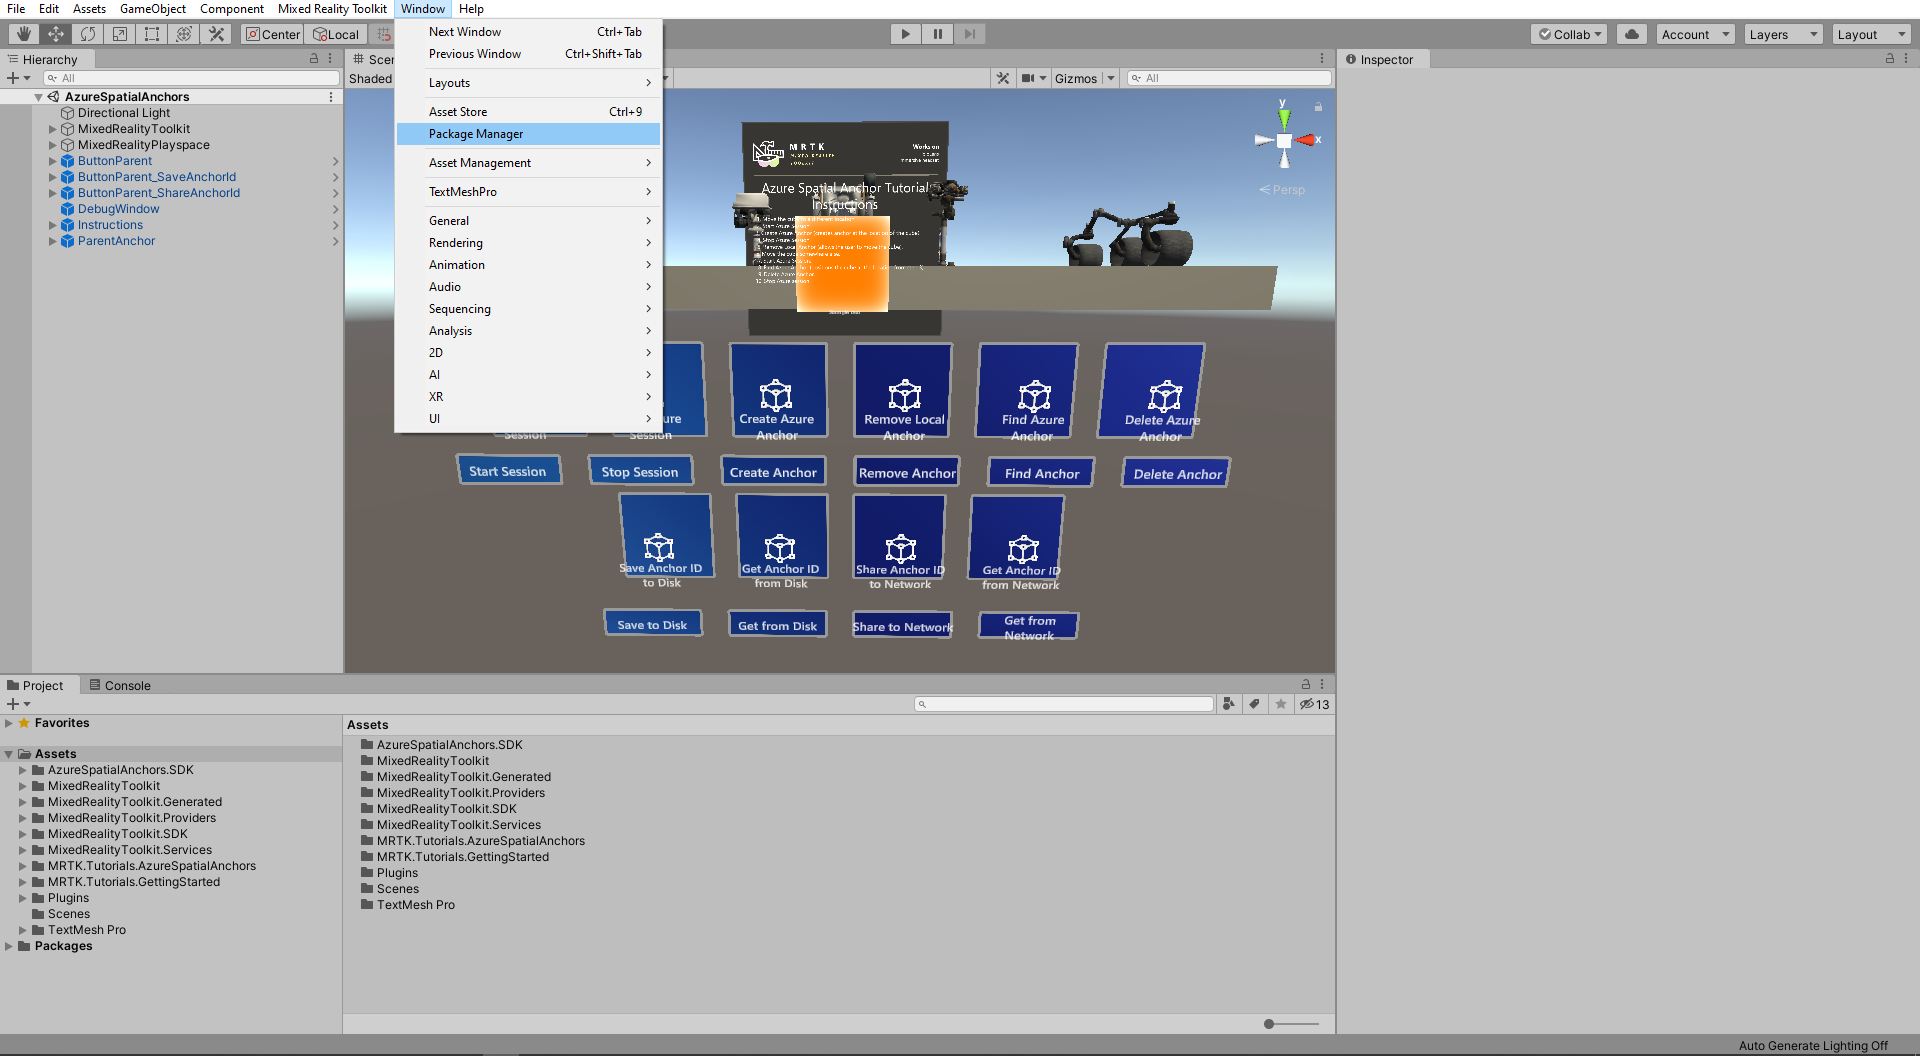 File Edit Assets GameObject Component Mixed Reality Toolkit Window Help
Center Local
Collab Account Layers Layout
Hierarchy
All
AzureSpatialAnchors
Directional Light
MixedRealityToolkit
MixedRealityPlayspace
ButtonParent
ButtonParent_SaveAnchorId
ButtonParent_ShareAnchorId
DebugWindow
Instructions
ParentAnchor
Next Window Ctrl+Tab
Previous Window Ctrl+Shift+Tab
Layouts
Asset Store Ctrl+9
Package Manager
Asset Management
TextMeshPro
General
Rendering
Animation
Audio
Sequencing
Analysis
2D
AI
XR
UI
Scen
Shaded
Gizmos
All
y
x
Persp
MRTK
MIXED REALITY
TOOLKIT
Works on
Azure Spatial Anchor Tutorial
Instructions
ure
Session
Session
Create Azure
Anchor
Remove Local
Anchor
Find Azure
Anchor
Delete Azure
Anchor
Start Session
Stop Session
Create Anchor
Remove Anchor
Find Anchor
Delete Anchor
Save Anchor ID
to Disk
Get Anchor ID
from Disk
Share Anchor ID
to Network
Get Anchor ID
from Network
Save to Disk
Get from Disk
Share to Network
Get from
Network
Inspector
Project Console
13
Favorites
Assets
AzureSpatialAnchors.SDK
MixedRealityToolkit
MixedRealityToolkit.Generated
MixedRealityToolkit.Providers
MixedRealityToolkit.SDK
MixedRealityToolkit.Services
MRTK.Tutorials.AzureSpatialAnchors
MRTK.Tutorials.GettingStarted
Plugins
Scenes
TextMesh Pro
Packages
Assets
AzureSpatialAnchors.SDK
MixedRealityToolkit
MixedRealityToolkit.Generated
MixedRealityToolkit.Providers
MixedRealityToolkit.SDK
MixedRealityToolkit.Services
MRTK.Tutorials.AzureSpatialAnchors
MRTK.Tutorials.GettingStarted
Plugins
Scenes
TextMesh Pro
Auto Generate Lighting Off